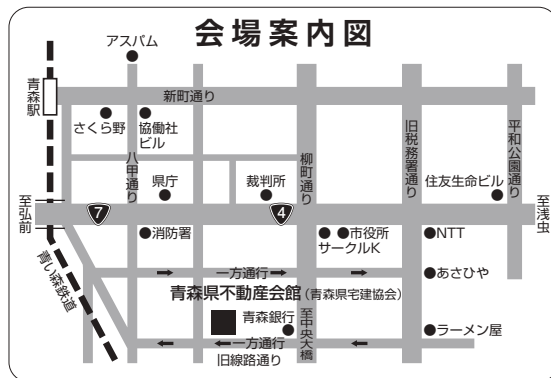 会場案内図
アスパム
青森駅
新町通り
さくら野
協働社
ビル
八甲通り
柳町通り
旧税務署通り
平和公園通り
県庁
裁判所
住友生命ビル
至弘前
7
4
至浅虫
消防署
市役所
サークルK
NTT
青い森鉄道
一方通行
あさひや
青森県不動産会館(青森県宅建協会)
青森銀行
至中央大橋
ラーメン屋
一方通行
旧線路通り